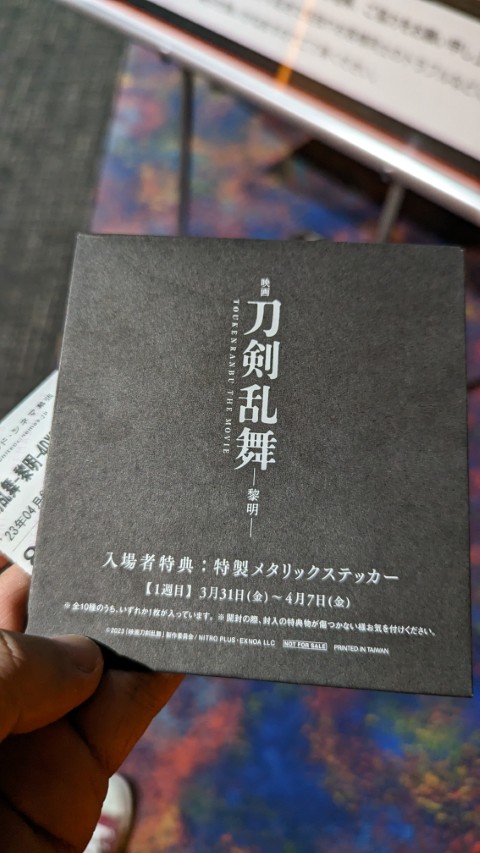 映画
刀剣乱舞
TOUKENRANBU THE MOVIE
―黎明―
入場者特典：特製メタリックステッカー
【1週目】3月31日(金)～4月7日(金)
※全10種のうち、いずれか1枚が入っています。※開封の際、封入の特典物が傷つかない様お気を付けください。
©2023「映画刀剣乱舞」製作委員会/NITRO PLUS・EXNOA LLC NOT FOR SALE PRINTED IN TAIWAN
乱舞-黎明-
23年04月